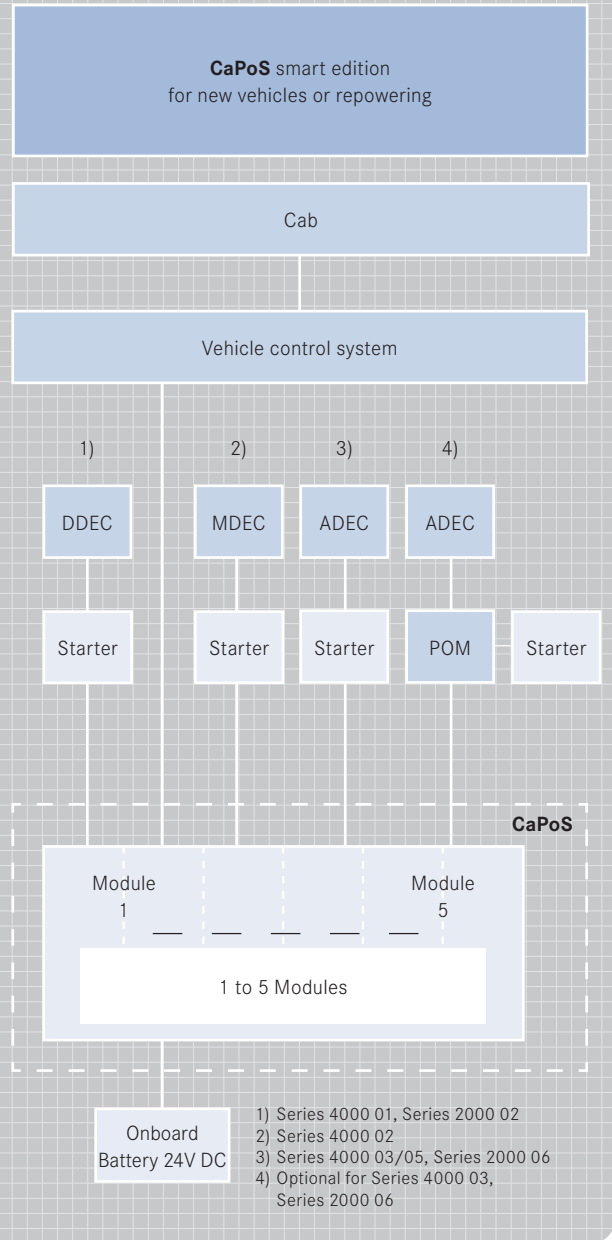 CaPoS smart edition
for new vehicles or repowering
Cab
Vehicle control system
1) 2) 3) 4)
DDEC MDEC ADEC ADEC
Starter Starter Starter POM Starter
CaPoS
Module Module
1 5
1 to 5 Modules
Onboard
Battery 24V DC
1) Series 4000 01, Series 2000 02
2) Series 4000 02
3) Series 4000 03/05, Series 2000 06
4) Optional for Series 4000 03,
Series 2000 06